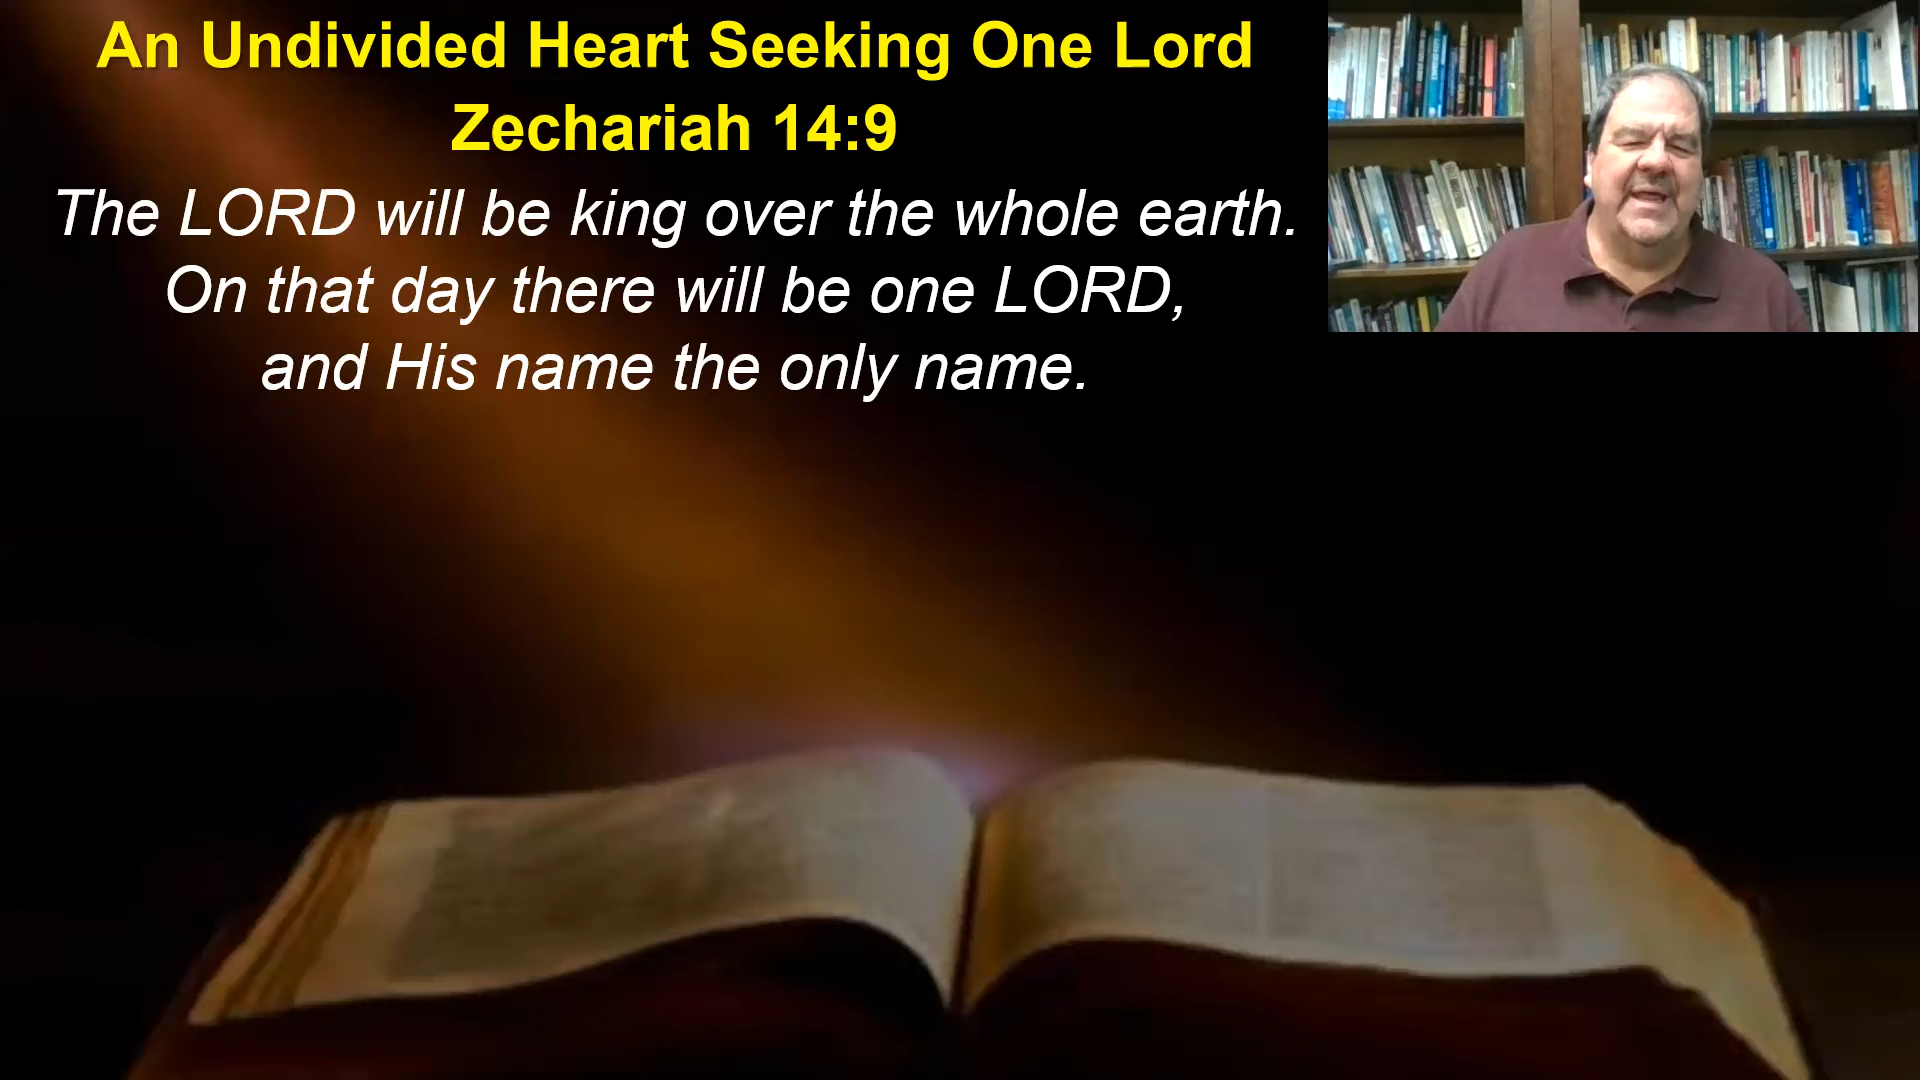 An Undivided Heart Seeking One Lord
Zechariah 14:9
The LORD will be king over the whole earth.
On that day there will be one LORD,
and His name the only name.